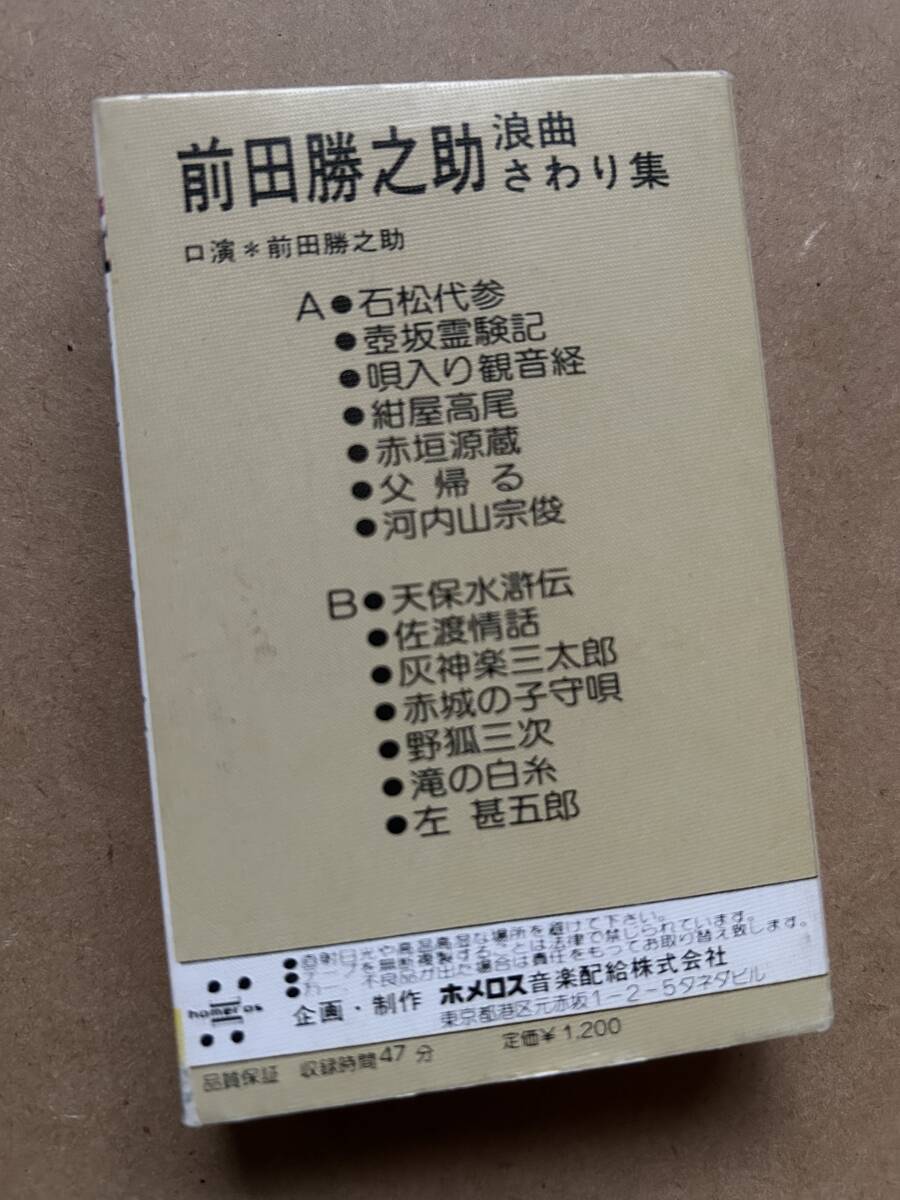 前田勝之助 浪曲さわり集
口演＊前田勝之助
A●石松代参
●壺坂霊験記
●唄入り観音経
●紺屋高尾
●赤垣源蔵
●父 帰 る
●河内山宗俊
B●天保水滸伝
●佐渡情話
●灰神楽三太郎
●赤城の子守唄
●野狐三次
●滝の白糸
●左 甚五郎
●直射日光や高温高湿な場所を避けて下さい。
●テープを無断複製することは法律で禁じられています。
●万一 不良品が出た場合は責任をもってお取り替え致します。
homeros
企画・制作 ホメロス音楽配給株式会社
東京都港区元赤坂1-2-5タネダビル
品質保証 収録時間47分 定価¥1,200